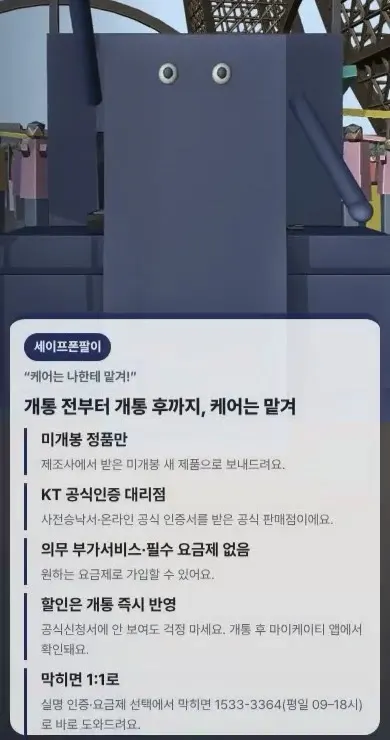 세이프폰팔이
“케어는 나한테 맡겨!”
개통 전부터 개통 후까지, 케어는 맡겨
미개봉 정품만
제조사에서 받은 미개봉 새 제품으로 보내드려요.
KT 공식인증 대리점
사전승낙서·온라인 공식 인증서를 받은 공식 판매점이에요.
의무 부가서비스·필수 요금제 없음
원하는 요금제로 가입할 수 있어요.
할인은 개통 즉시 반영
공식신청서에 안 보여도 걱정 마세요. 개통 후 마이케이티 앱에서
확인돼요.
막히면 1:1로
실명 인증·요금제 선택에서 막히면 1533-3364(평일 09–18시)
로 바로 도와드려요.